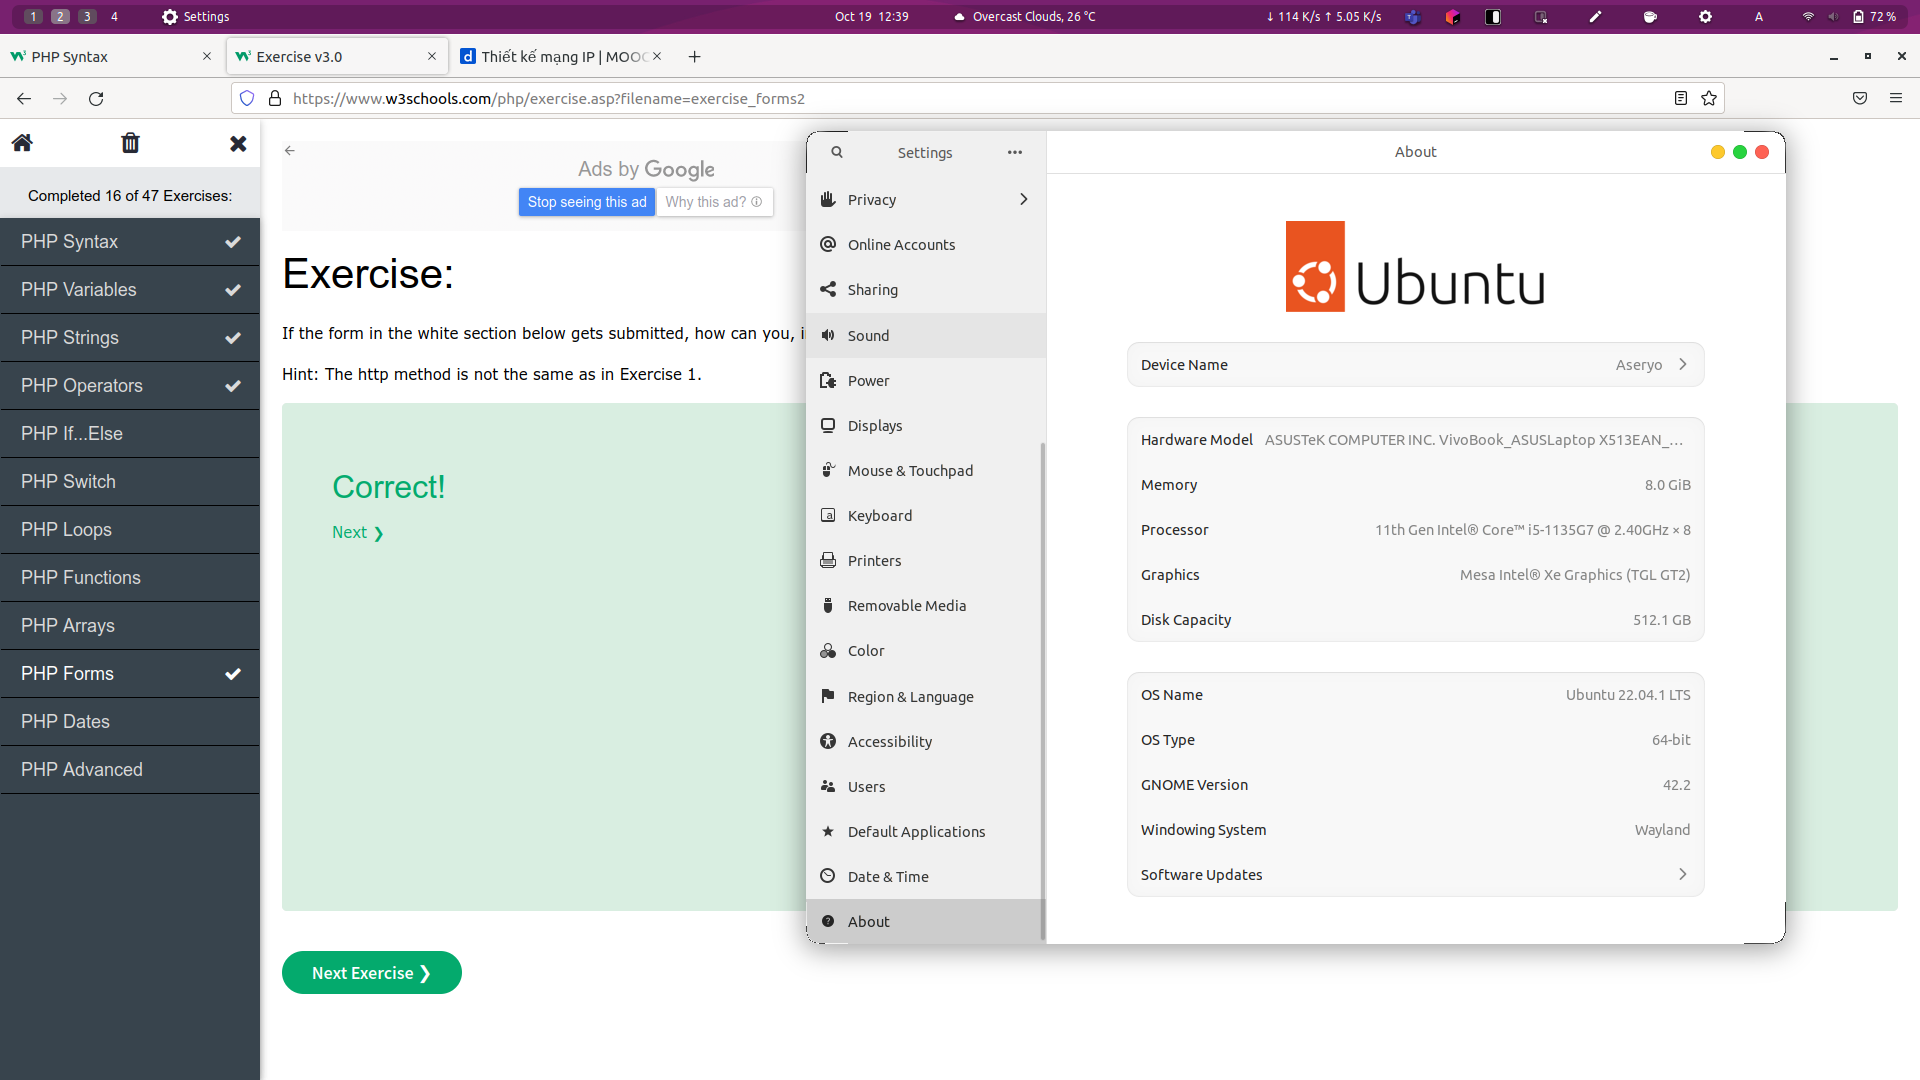 1 2 3 4 Settings Oct 19 12:39 Overcast Clouds, 26 °C ↓ 114 K/s ↑ 5.05 K/s A 72 %
PHP Syntax Exercise v3.0 Thiết kế mạng IP | MOOC
https://www.w3schools.com/php/exercise.asp?filename=exercise_forms2
Completed 16 of 47 Exercises:
PHP Syntax
PHP Variables
PHP Strings
PHP Operators
PHP If...Else
PHP Switch
PHP Loops
PHP Functions
PHP Arrays
PHP Forms
PHP Dates
PHP Advanced
Ads by Google
Stop seeing this ad Why this ad?
Exercise:
If the form in the white section below gets submitted, how can you,
Hint: The http method is not the same as in Exercise 1.
Correct!
Next ❯
Next Exercise ❯
Settings
Privacy
Online Accounts
Sharing
Sound
Power
Displays
Mouse & Touchpad
Keyboard
Printers
Removable Media
Color
Region & Language
Accessibility
Users
Default Applications
Date & Time
About
About
Ubuntu
Device Name Aseryo
Hardware Model ASUSTeK COMPUTER INC. VivoBook_ASUSLaptop X513EAN_...
Memory 8.0 GiB
Processor 11th Gen Intel® Core™ i5-1135G7 @ 2.40GHz × 8
Graphics Mesa Intel® Xe Graphics (TGL GT2)
Disk Capacity 512.1 GB
OS Name Ubuntu 22.04.1 LTS
OS Type 64-bit
GNOME Version 42.2
Windowing System Wayland
Software Updates